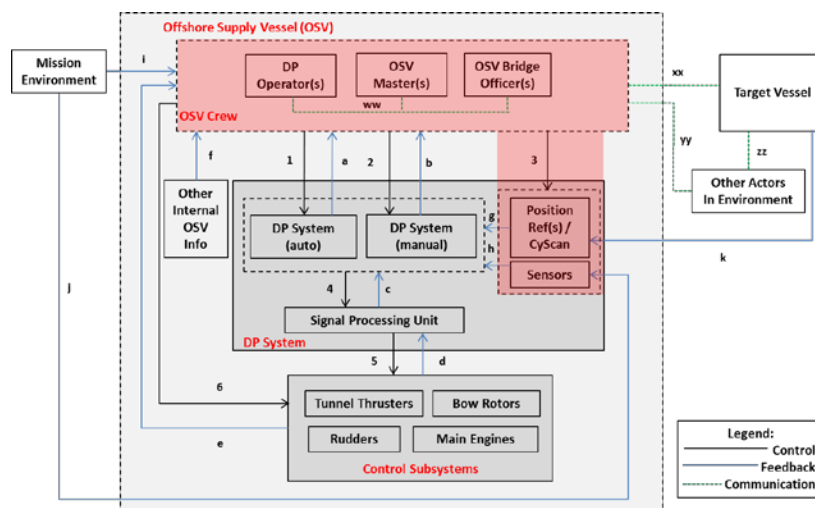 Offshore Supply Vessel (OSV)
Mission
Environment
i
DP
Operator(s)
OSV
Master(s)
OSV Bridge
Officer(s)
ww
OSV Crew
xx
Target Vessel
yy
zz
Other Actors
In Environment
f
1
a
2
b
3
Other
Internal
OSV
Info
DP System
(auto)
DP System
(manual)
g
h
Position
Ref(s) /
CyScan
Sensors
k
j
4
c
Signal Processing Unit
DP System
5
d
6
e
Tunnel Thrusters
Bow Rotors
Rudders
Main Engines
Control Subsystems
Legend:
Control
Feedback
Communication